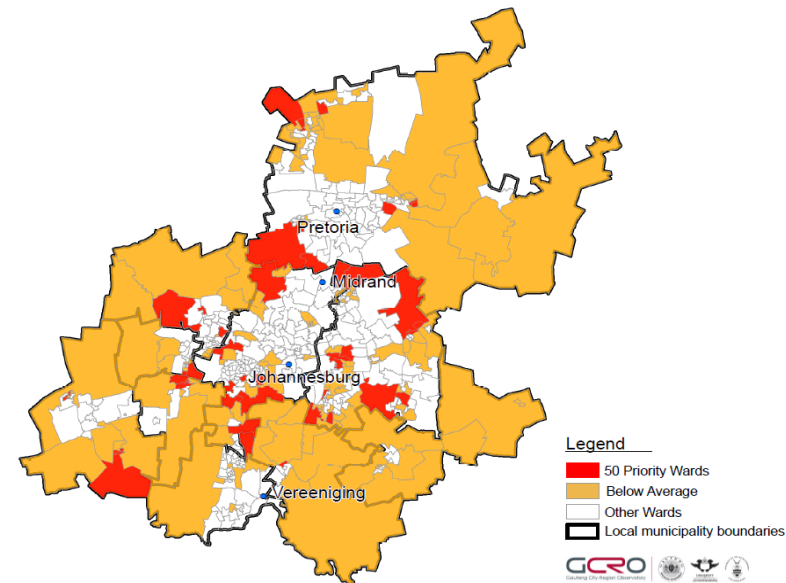 Pretoria
Midrand
Johannesburg
Vereeniging
Legend
50 Priority Wards
Below Average
Other Wards
Local municipality boundaries
GCRO
Gauteng City-Region Observatory